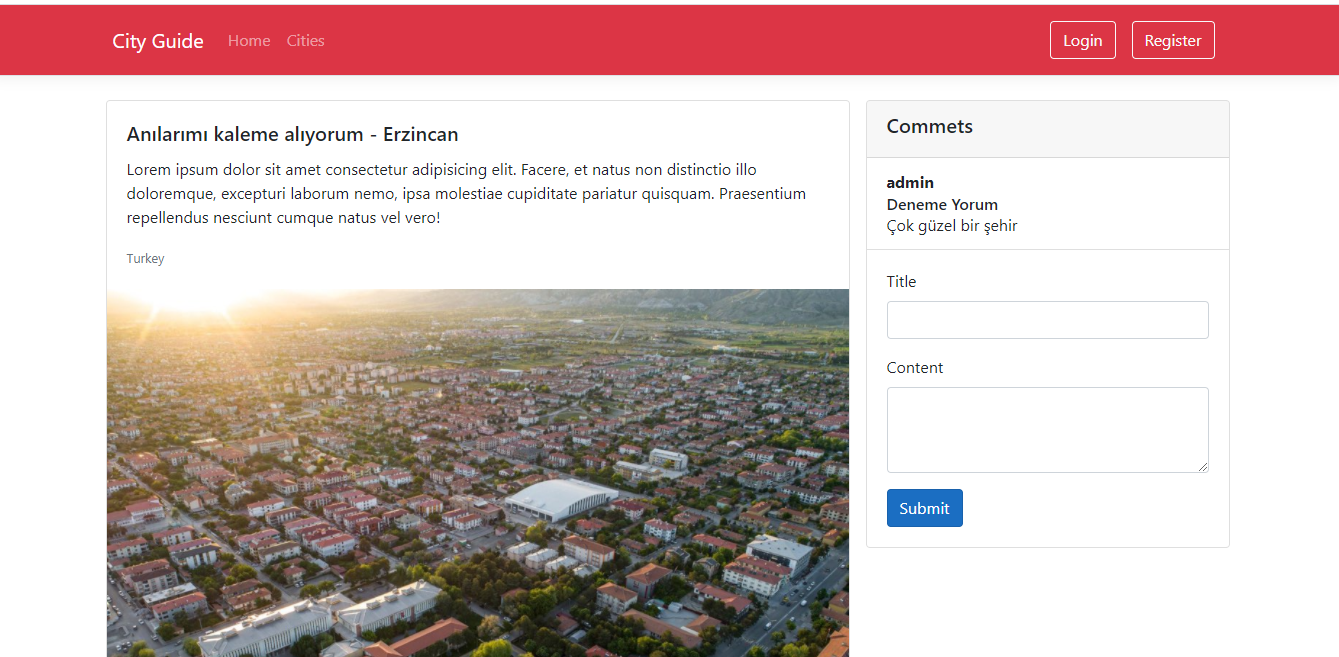 City Guide Home Cities Login Register
Anılarımı kaleme alıyorum - Erzincan
Lorem ipsum dolor sit amet consectetur adipisicing elit. Facere, et natus non distinctio illo
doloremque, excepturi laborum nemo, ipsa molestiae cupiditate pariatur quisquam. Praesentium
repellendus nesciunt cumque natus vel vero!
Turkey
Commets
admin
Deneme Yorum
Çok güzel bir şehir
Title
Content
Submit